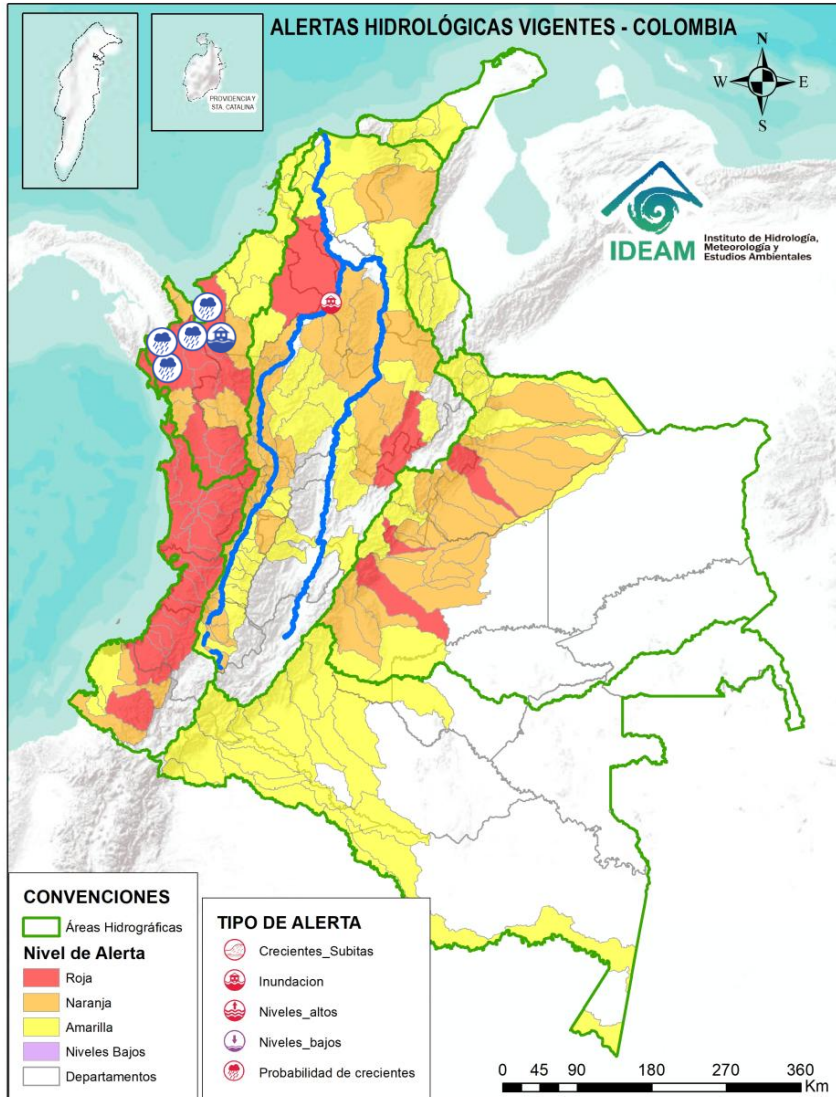 ALERTAS HIDROLÓGICAS VIGENTES - COLOMBIA
PROVIDENCIA Y
STA. CATALINA
N
W
E
S
IDEAM
Instituto de Hidrología,
Meteorología y
Estudios Ambientales
CONVENCIONES
Áreas Hidrográficas
Nivel de Alerta
Roja
Naranja
Amarilla
Niveles Bajos
Departamentos
TIPO DE ALERTA
Crecientes_Subitas
Inundacion
Niveles_altos
Niveles_bajos
Probabilidad de crecientes
0 45 90 180 270 360
Km